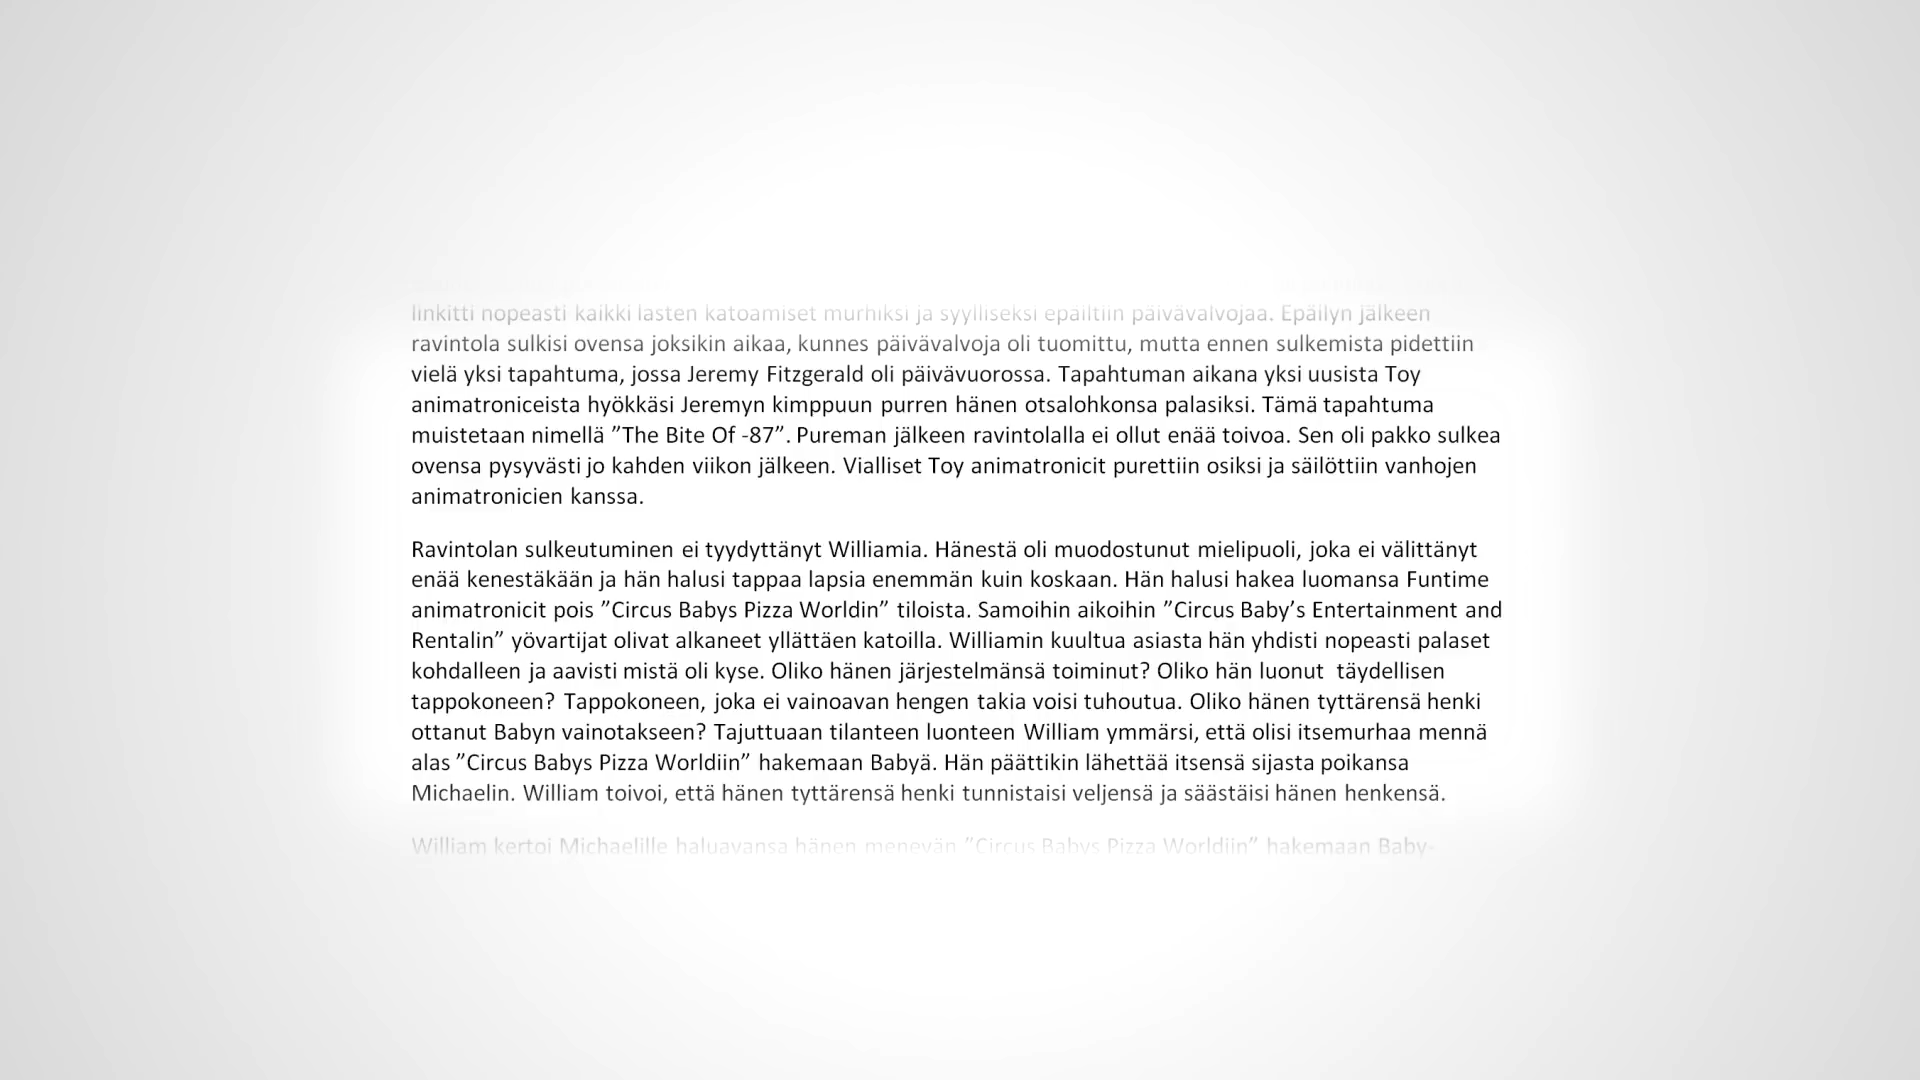 linkitti nopeasti kaikki lasten katoamiset murhiksi ja syylliseksi epäiltiin päivävalvojaa. Epäilyn jälkeen
ravintola sulkisi ovensa joksikin aikaa, kunnes päivävalvoja oli tuomittu, mutta ennen sulkemista pidettiin
vielä yksi tapahtuma, jossa Jeremy Fitzgerald oli päivävuorossa. Tapahtuman aikana yksi uusista Toy
animatroniceista hyökkäsi Jeremyn kimppuun purren hänen otsalohkonsa palasiksi. Tämä tapahtuma
muistetaan nimellä ”The Bite Of -87”. Pureman jälkeen ravintolalla ei ollut enää toivoa. Sen oli pakko sulkea
ovensa pysyvästi jo kahden viikon jälkeen. Vialliset Toy animatronicit purettiin osiksi ja säilöttiin vanhojen
animatronicien kanssa.
Ravintolan sulkeutuminen ei tyydyttänyt Williamia. Hänestä oli muodostunut mielipuoli, joka ei välittänyt
enää kenestäkään ja hän halusi tappaa lapsia enemmän kuin koskaan. Hän halusi hakea luomansa Funtime
animatronicit pois ”Circus Babys Pizza Worldin” tiloista. Samoihin aikoihin ”Circus Baby’s Entertainment and
Rentalin” yövartijat olivat alkaneet yllättäen katoilla. Williamin kuultua asiasta hän yhdisti nopeasti palaset
kohdalleen ja aavisti mistä oli kyse. Oliko hänen järjestelmänsä toiminut? Oliko hän luonut  täydellisen
tappokoneen? Tappokoneen, joka ei vainoavan hengen takia voisi tuhoutua. Oliko hänen tyttärensä henki
ottanut Babyn vainotakseen? Tajuttuaan tilanteen luonteen William ymmärsi, että olisi itsemurhaa mennä
alas ”Circus Babys Pizza Worldiin” hakemaan Babyä. Hän päättikin lähettää itsensä sijasta poikansa
Michaelin. William toivoi, että hänen tyttärensä henki tunnistaisi veljensä ja säästäisi hänen henkensä.
William kertoi Michaelille haluavansa hänen menevän ”Circus Babys Pizza Worldiin” hakemaan Baby-